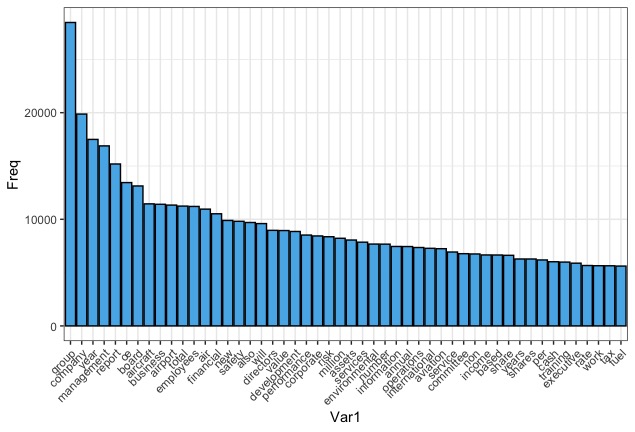 Freq
20000
10000
0
group
company
year
management
report
œ
board
aircraft
business
airport
total
employees
air
financial
new
safety
also
will
directors
value
development
performance
corporate
risk
million
assets
services
environmental
number
information
annual
operations
international
aviation
service
committee
non
income
based
share
years
shares
per
cash
training
executive
rate
work
tax
fuel
Var1